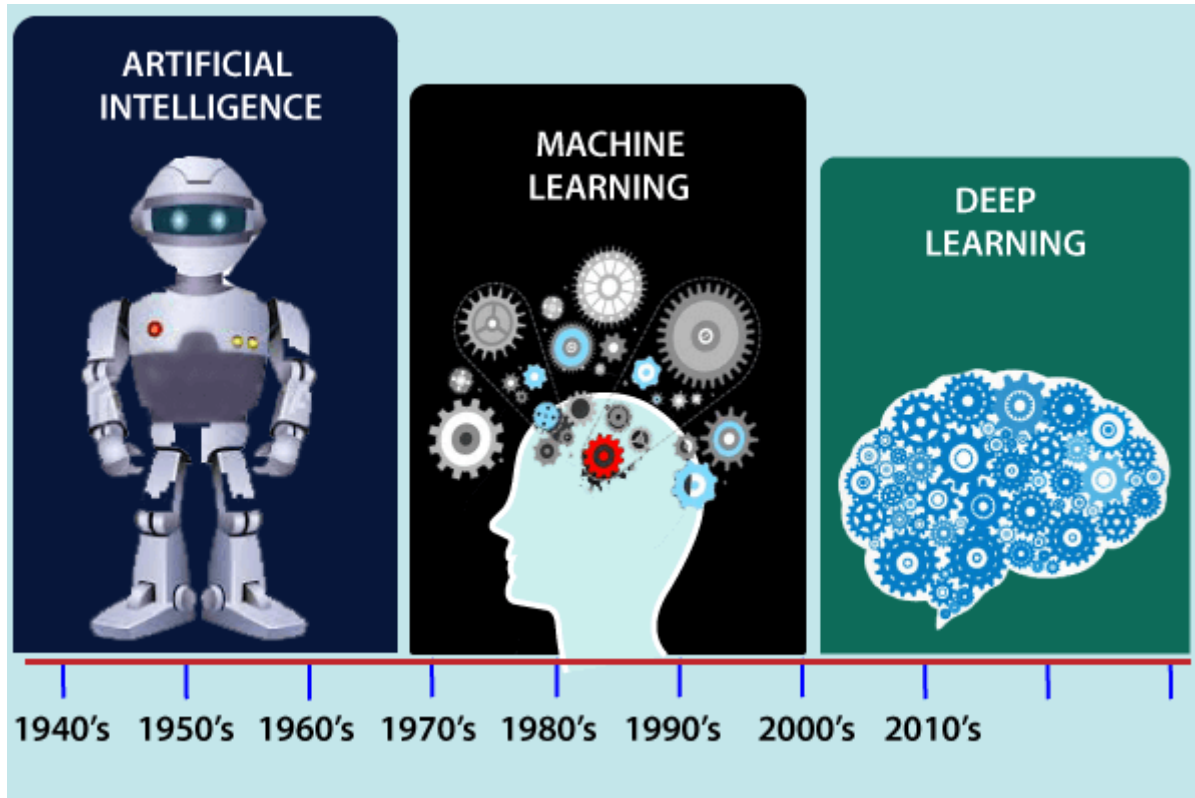 ARTIFICIAL
INTELLIGENCE
MACHINE
LEARNING
DEEP
LEARNING
1940's 1950's 1960's 1970's 1980's 1990's 2000's 2010's